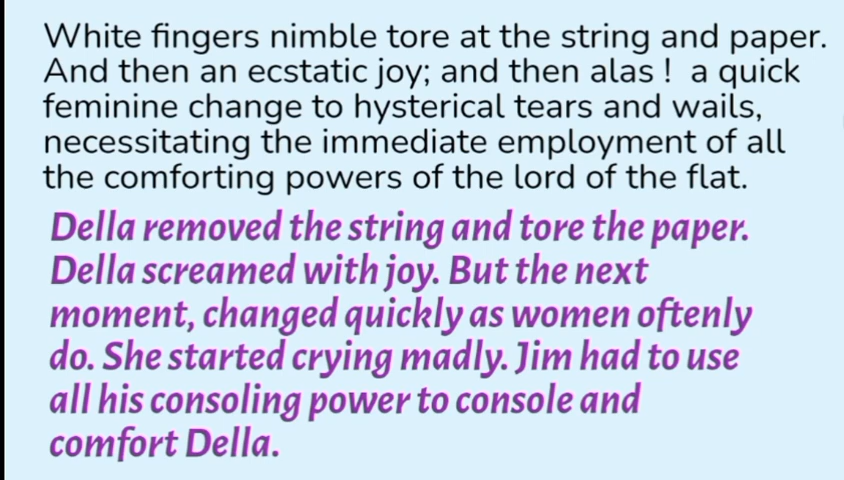 White fingers nimble tore at the string and paper.
And then an ecstatic joy; and then alas ! a quick
feminine change to hysterical tears and wails,
necessitating the immediate employment of all
the comforting powers of the lord of the flat.
Della removed the string and tore the paper.
Della screamed with joy. But the next
moment, changed quickly as women oftenly
do. She started crying madly. Jim had to use
all his consoling power to console and
comfort Della.